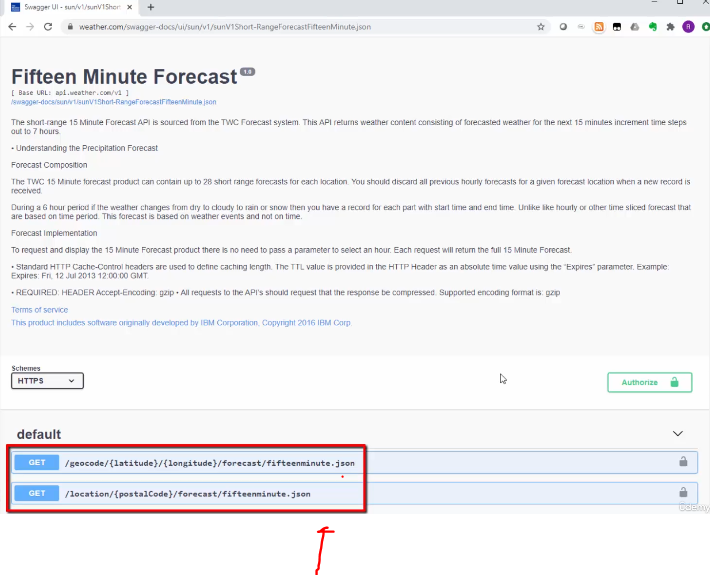 Swagger UI - sun/v1/sunV1Short-
weather.com/swagger-docs/ui/sun/v1/sunV1Short-RangeForecastFifteenMinute.json
R
Fifteen Minute Forecast 1.0
[ Base URL: api.weather.com/v1 ]
/swagger-docs/sun/v1/sunV1Short-RangeForecastFifteenMinute.json
The short-range 15 Minute Forecast API is sourced from the TWC Forecast system. This API returns weather content consisting of forecasted weather for the next 15 minutes increment time steps
out to 7 hours.
• Understanding the Precipitation Forecast
Forecast Composition
The TWC 15 Minute forecast product can contain up to 28 short range forecasts for each location. You should discard all previous hourly forecasts for a given forecast location when a new record is
received.
During a 6 hour period if the weather changes from dry to cloudy to rain or snow then you have a record for each part with start time and end time. Unlike like hourly or other time sliced forecast that
are based on time period. This forecast is based on weather events and not on time.
Forecast Implementation
To request and display the 15 Minute Forecast product there is no need to pass a parameter to select an hour. Each request will return the full 15 Minute Forecast.
• Standard HTTP Cache-Control headers are used to define caching length. The TTL value is provided in the HTTP Header as an absolute time value using the "Expires" parameter. Example:
Expires: Fri, 12 Jul 2013 12:00:00 GMT.
• REQUIRED: HEADER Accept-Encoding: gzip • All requests to the API's should request that the response be compressed. Supported encoding format is: gzip
Terms of service
This product includes software originally developed by IBM Corporation, Copyright 2016 IBM Corp.
Schemes
HTTPS
Authorize
default
GET /geocode/{latitude}/{longitude}/forecast/fifteenminute.json
GET /location/{postalCode}/forecast/fifteenminute.json